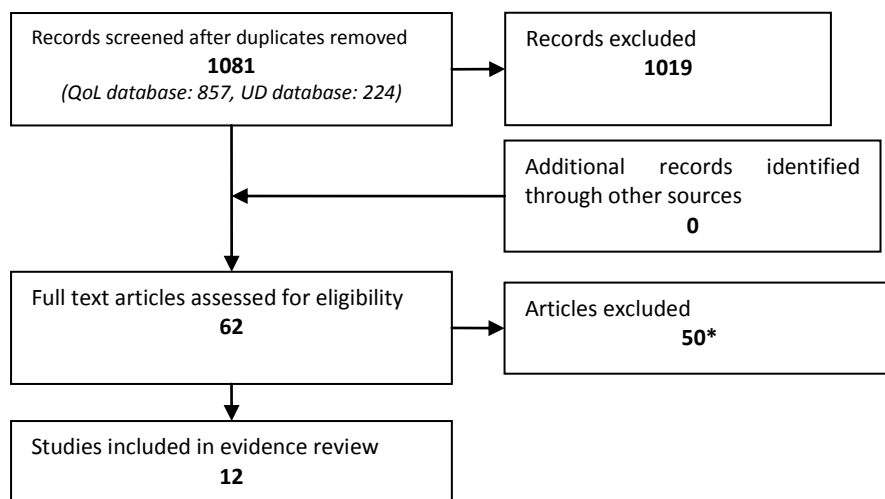 Records screened after duplicates removed
1081
(QoL database: 857, UD database: 224)
Records excluded
1019
Additional records identified
through other sources
0
Full text articles assessed for eligibility
62
Articles excluded
50*
Studies included in evidence review
12